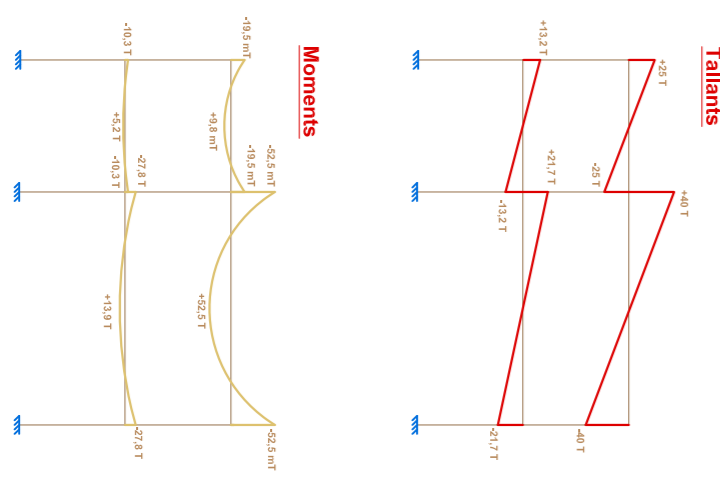 Moments
-19,5 mT
+9,8 mT
-19,5 mT
-52,5 mT
+52,5 mT
-52,5 mT
-10,3 T
+5,2 T
-10,3 T
-27,8 T
+13,9 T
-27,8 T
Tallants
+25 T
-25 T
+40 T
-40 T
+13,2 T
-13,2 T
+21,7 T
-21,7 T